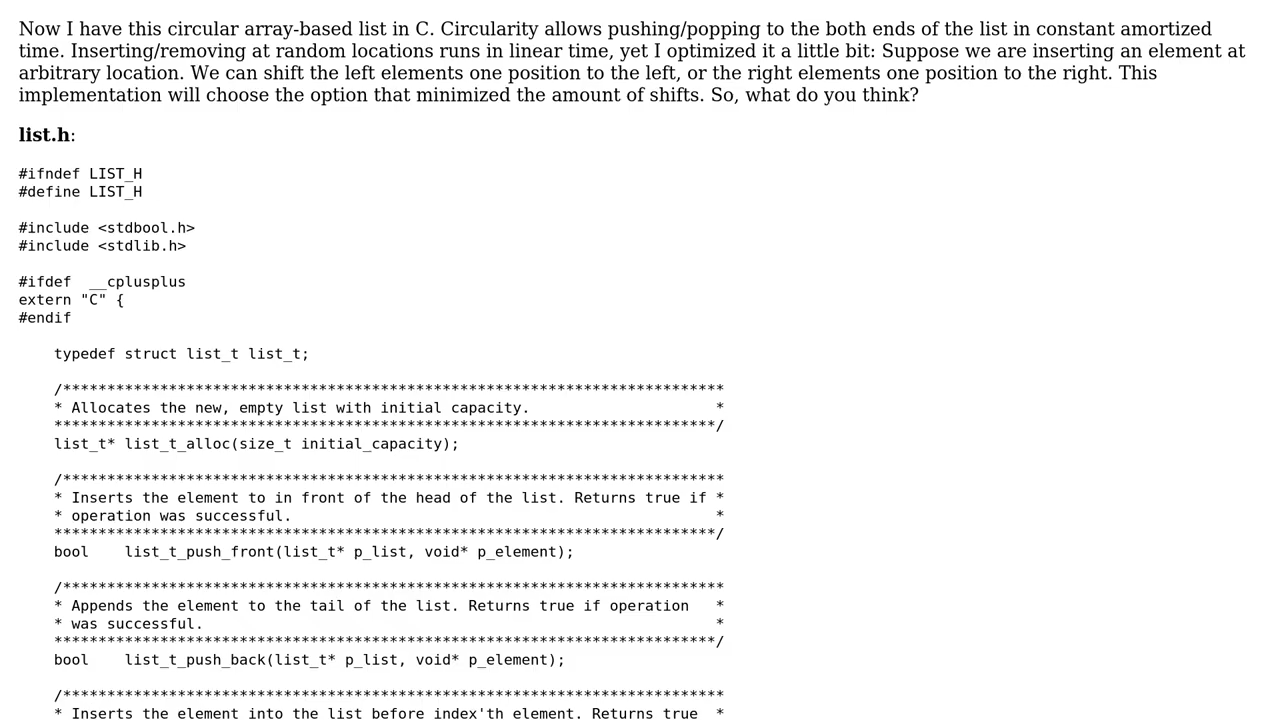 Now I have this circular array-based list in C. Circularity allows pushing/popping to the both ends of the list in constant amortized
time. Inserting/removing at random locations runs in linear time, yet I optimized it a little bit: Suppose we are inserting an element at
arbitrary location. We can shift the left elements one position to the left, or the right elements one position to the right. This
implementation will choose the option that minimized the amount of shifts. So, what do you think?
list.h:
#ifndef LIST_H
#define LIST_H
#include <stdbool.h>
#include <stdlib.h>
#ifdef  __cplusplus
extern "C" {
#endif
    typedef struct list_t list_t;
    /***************************************************************************
    * Allocates the new, empty list with initial capacity.                     *
    ***************************************************************************/
    list_t* list_t_alloc(size_t initial_capacity);
    /***************************************************************************
    * Inserts the element to in front of the head of the list. Returns true if *
    * operation was successful.                                                *
    ***************************************************************************/
    bool    list_t_push_front(list_t* p_list, void* p_element);
    /***************************************************************************
    * Appends the element to the tail of the list. Returns true if operation   *
    * was successful.                                                          *
    ***************************************************************************/
    bool    list_t_push_back(list_t* p_list, void* p_element);
    /***************************************************************************
    * Inserts the element into the list before index'th element. Returns true  *